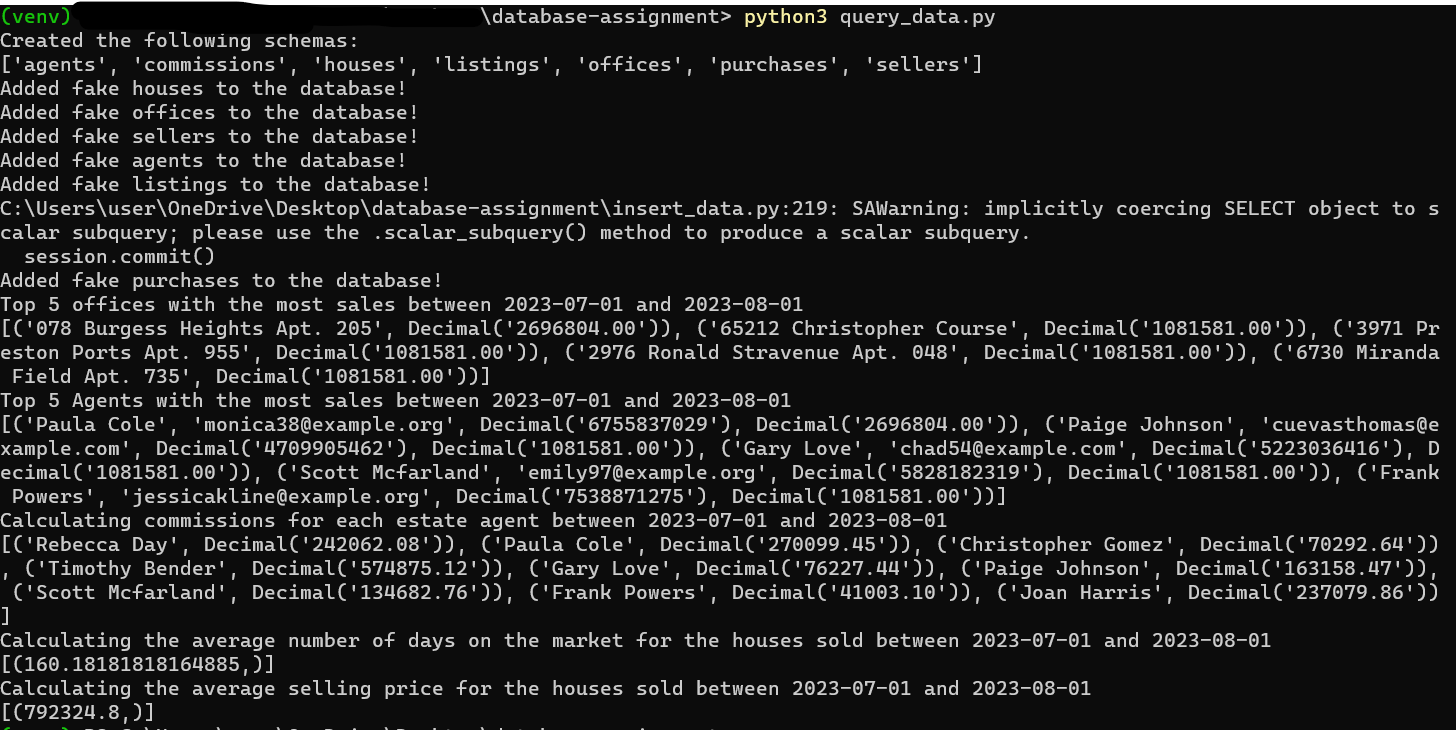 (venv) \database-assignment> python3 query_data.py
Created the following schemas:
['agents', 'commissions', 'houses', 'listings', 'offices', 'purchases', 'sellers']
Added fake houses to the database!
Added fake offices to the database!
Added fake sellers to the database!
Added fake agents to the database!
Added fake listings to the database!
C:\Users\user\OneDrive\Desktop\database-assignment\insert_data.py:219: SAWarning: implicitly coercing SELECT object to s
calar subquery; please use the .scalar_subquery() method to produce a scalar subquery.
  session.commit()
Added fake purchases to the database!
Top 5 offices with the most sales between 2023-07-01 and 2023-08-01
[('078 Burgess Heights Apt. 205', Decimal('2696804.00')), ('65212 Christopher Course', Decimal('1081581.00')), ('3971 Pr
eston Ports Apt. 955', Decimal('1081581.00')), ('2976 Ronald Stravenue Apt. 048', Decimal('1081581.00')), ('6730 Miranda
 Field Apt. 735', Decimal('1081581.00'))]
Top 5 Agents with the most sales between 2023-07-01 and 2023-08-01
[('Paula Cole', 'monica38@example.org', Decimal('6755837029'), Decimal('2696804.00')), ('Paige Johnson', 'cuevasthomas@e
xample.com', Decimal('4709905462'), Decimal('1081581.00')), ('Gary Love', 'chad54@example.com', Decimal('5223036416'), D
ecimal('1081581.00')), ('Scott Mcfarland', 'emily97@example.org', Decimal('5828182319'), Decimal('1081581.00')), ('Frank
 Powers', 'jessicakline@example.org', Decimal('7538871275'), Decimal('1081581.00'))]
Calculating commissions for each estate agent between 2023-07-01 and 2023-08-01
[('Rebecca Day', Decimal('242062.08')), ('Paula Cole', Decimal('270099.45')), ('Christopher Gomez', Decimal('70292.64'))
, ('Timothy Bender', Decimal('574875.12')), ('Gary Love', Decimal('76227.44')), ('Paige Johnson', Decimal('163158.47')),
 ('Scott Mcfarland', Decimal('134682.76')), ('Frank Powers', Decimal('41003.10')), ('Joan Harris', Decimal('237079.86'))
]
Calculating the average number of days on the market for the houses sold between 2023-07-01 and 2023-08-01
[(160.18181818164885,)]
Calculating the average selling price for the houses sold between 2023-07-01 and 2023-08-01
[(792324.8,)]